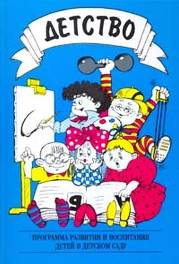 ДЕТСТВО
Я
ПРОГРАММА РАЗВИТИЯ И ВОСПИТАНИЯ
ДЕТЕЙ В ДЕТСКОМ САДУ